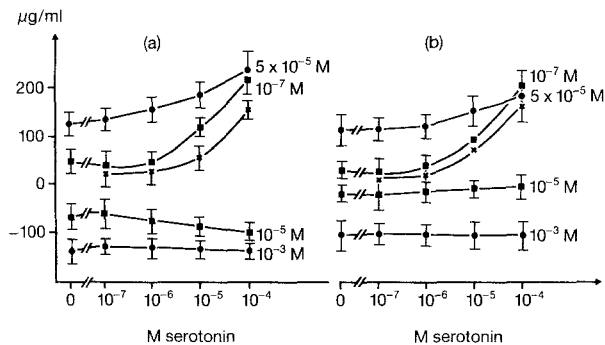 µg/ml
(a)
(b)
200
100
0
−100
5 x 10⁻⁵ M
10⁻⁷ M
10⁻⁵ M
10⁻³ M
10⁻⁷ M
5 x 10⁻⁵ M
10⁻⁵ M
10⁻³ M
0 10⁻⁷ 10⁻⁶ 10⁻⁵ 10⁻⁴
0 10⁻⁷ 10⁻⁶ 10⁻⁵ 10⁻⁴
M serotonin
M serotonin